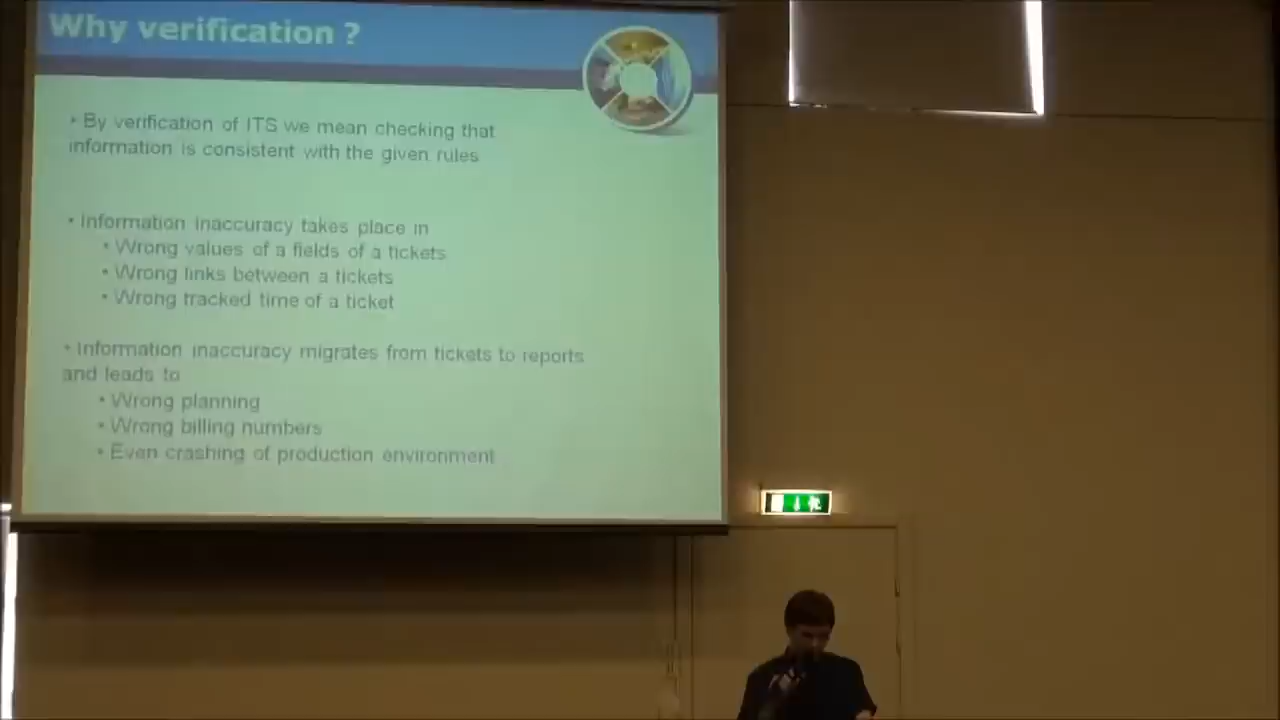 Why verification ?
• By verification of ITS we mean checking that
information is consistent with the given rules
• Information inaccuracy takes place in
• Wrong values of a fields of a tickets
• Wrong links between a tickets
• Wrong tracked time of a ticket
• Information inaccuracy migrates from tickets to reports
and leads to
• Wrong planning
• Wrong billing numbers
• Even crashing of production environment